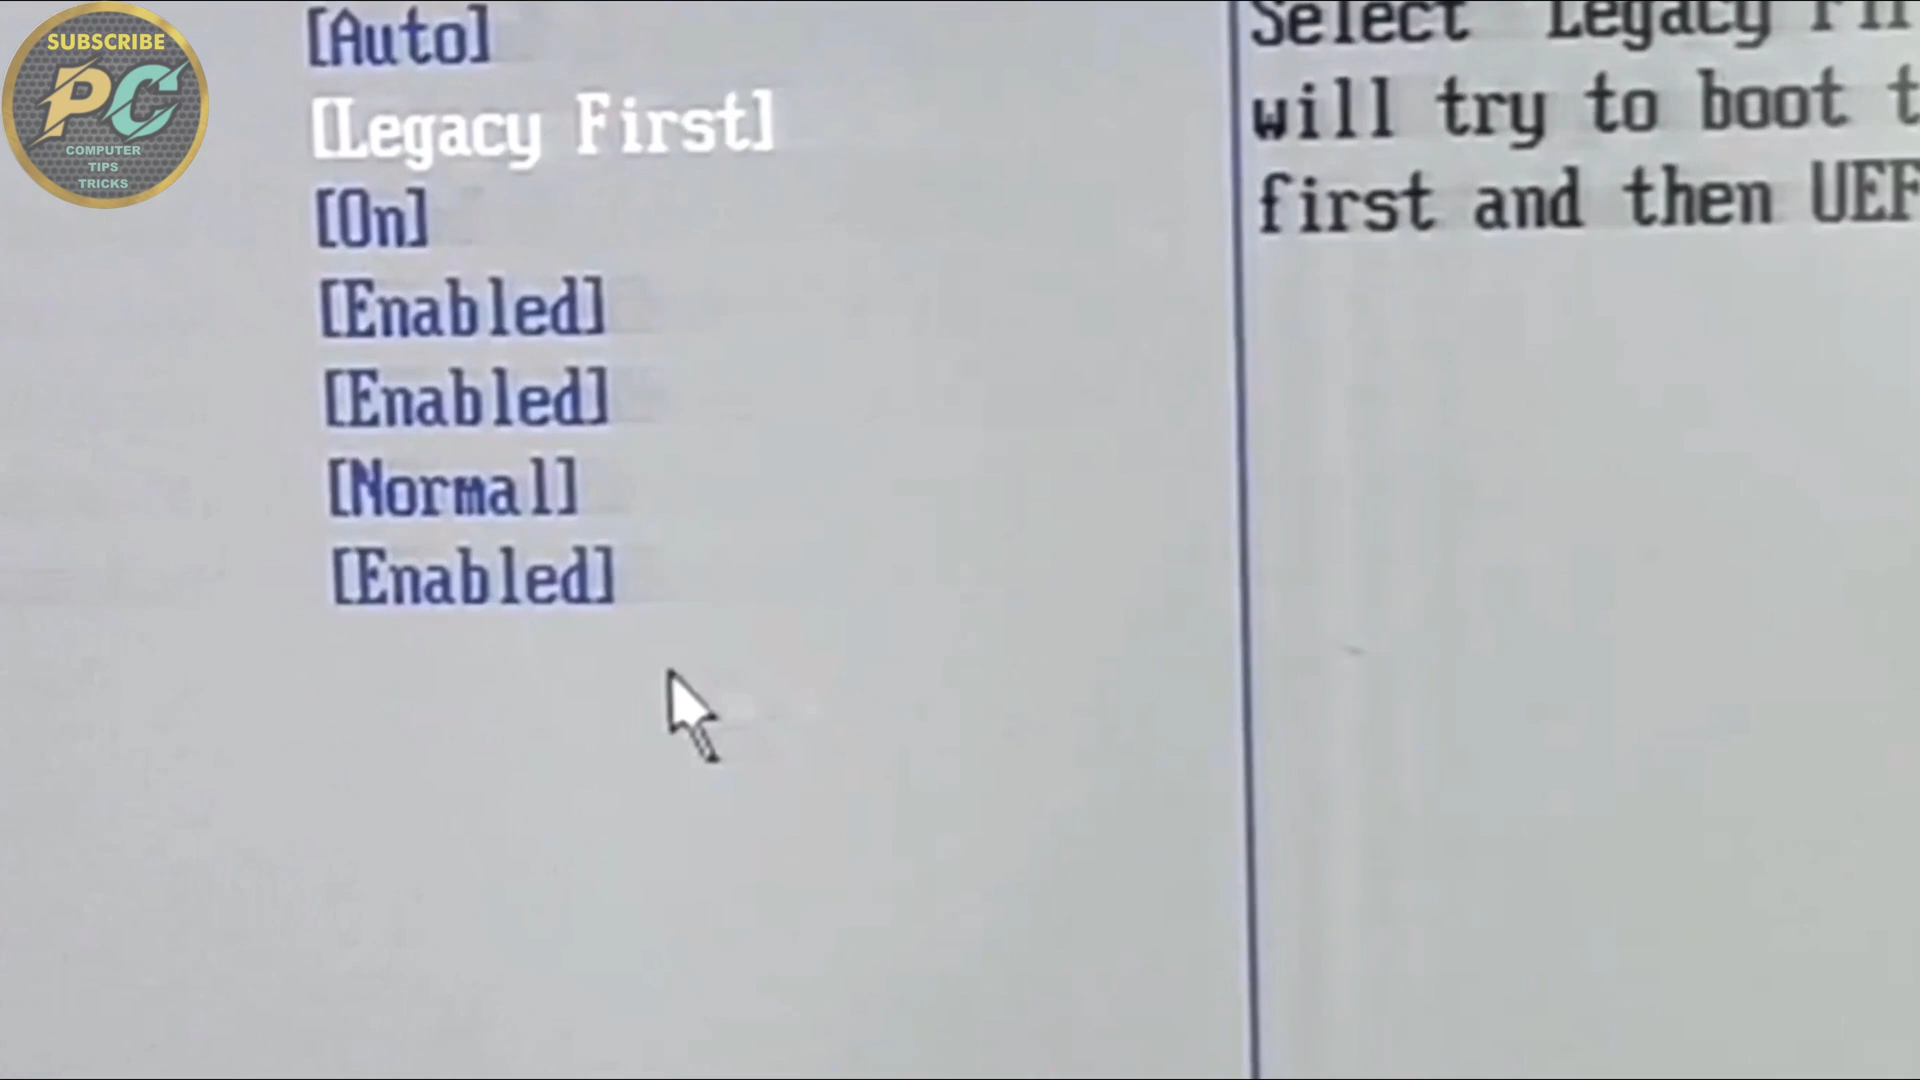 SUBSCRIBE
PC
COMPUTER
TIPS
TRICKS
[Auto]
[Legacy First]
[On]
[Enabled]
[Enabled]
[Normal]
[Enabled]
Select Legacy
will try to boot
first and then